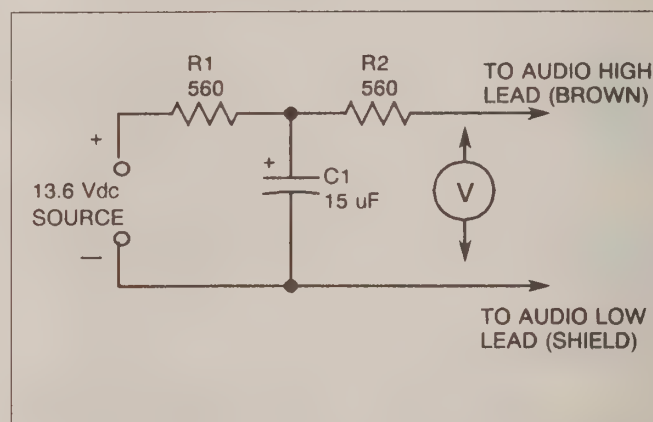 R1
560
R2
560
TO AUDIO HIGH
LEAD (BROWN)
+
13.6 Vdc
SOURCE
—
+
C1
15 uF
V
TO AUDIO LOW
LEAD (SHIELD)